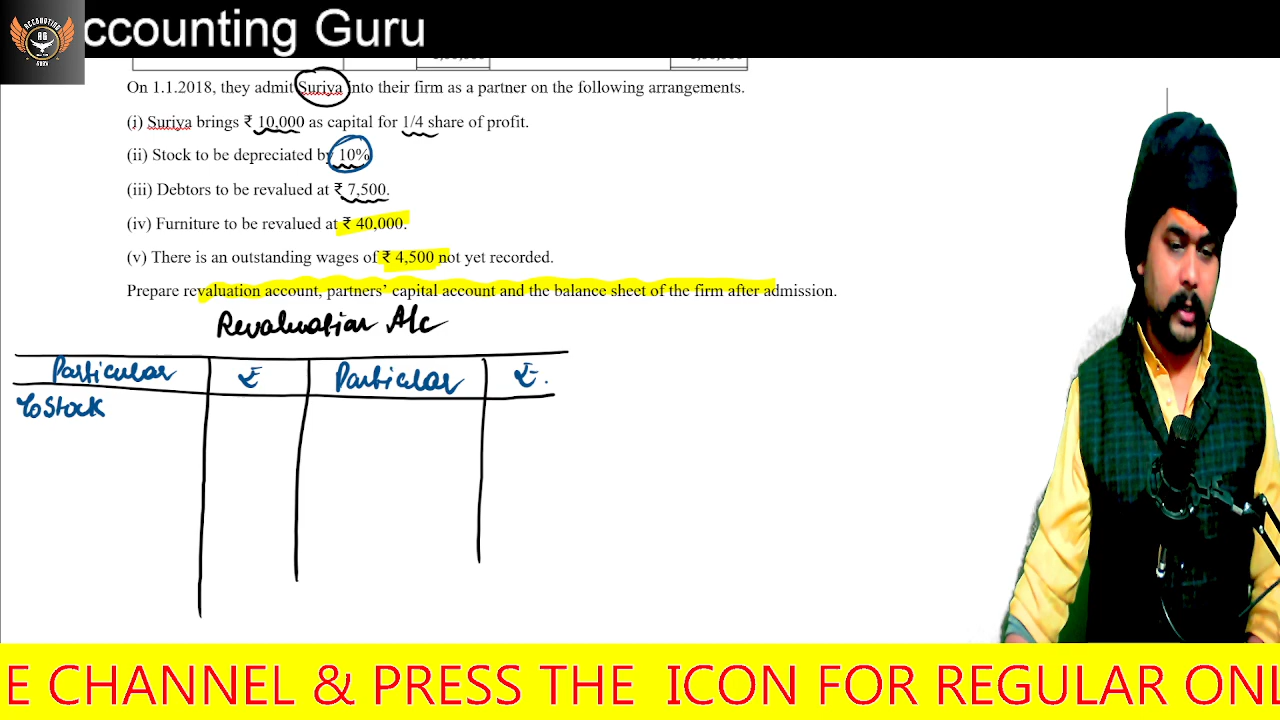 ccounting Guru
ACCOUNTING
AG
GURU
On 1.1.2018, they admit Suriya into their firm as a partner on the following arrangements.
(i) Suriya brings ₹ 10,000 as capital for 1/4 share of profit.
(ii) Stock to be depreciated by 10%
(iii) Debtors to be revalued at ₹ 7,500.
(iv) Furniture to be revalued at ₹ 40,000.
(v) There is an outstanding wages of ₹ 4,500 not yet recorded.
Prepare revaluation account, partners’ capital account and the balance sheet of the firm after admission.
Revaluation A/c
Particular ₹ Particular ₹.
To Stock
E CHANNEL & PRESS THE ICON FOR REGULAR ONL